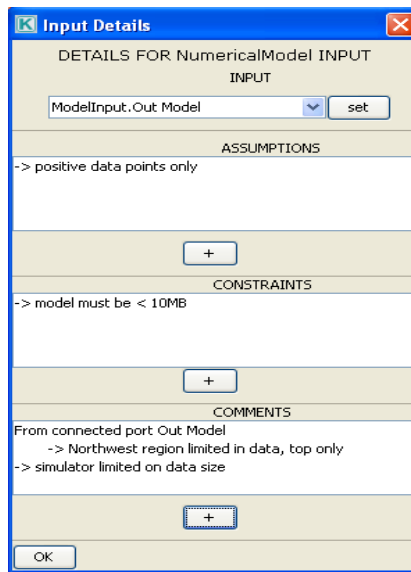 K Input Details
DETAILS FOR NumericalModel INPUT
INPUT
ModelInput.Out Model set
ASSUMPTIONS
-> positive data points only
+
CONSTRAINTS
-> model must be < 10MB
+
COMMENTS
From connected port Out Model
-> Northwest region limited in data, top only
-> simulator limited on data size
+
OK